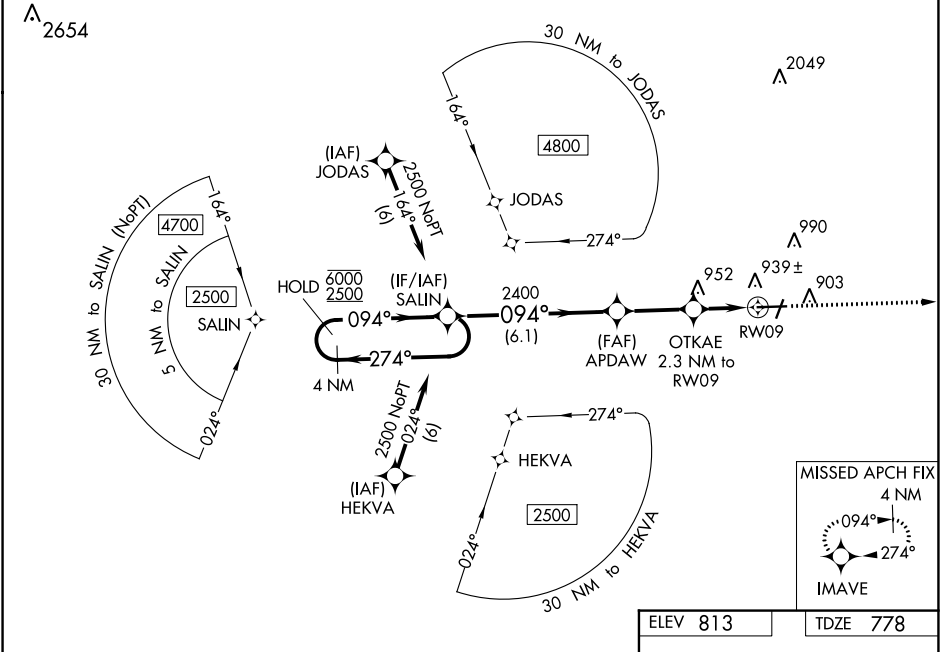 2654
30 NM to JODAS
2049
164°
4800
(IAF)
JODAS
2500 NoPT
164°
(6)
JODAS
274°
30 NM to SALIN (NoPT)
4700
164°
5 NM to SALIN
2500
SALIN
024°
HOLD 6000
2500
094°
274°
4 NM
(IF/IAF)
SALIN
2400
094°
(6.1)
(FAF)
APDAW
952
OTKAE
2.3 NM to
RW09
990
939±
903
RW09
2500 NoPT
024°
(6)
(IAF)
HEKVA
274°
HEKVA
2500
024°
30 NM to HEKVA
MISSED APCH FIX
4 NM
094°
274°
IMAVE
ELEV 813
TDZE 778